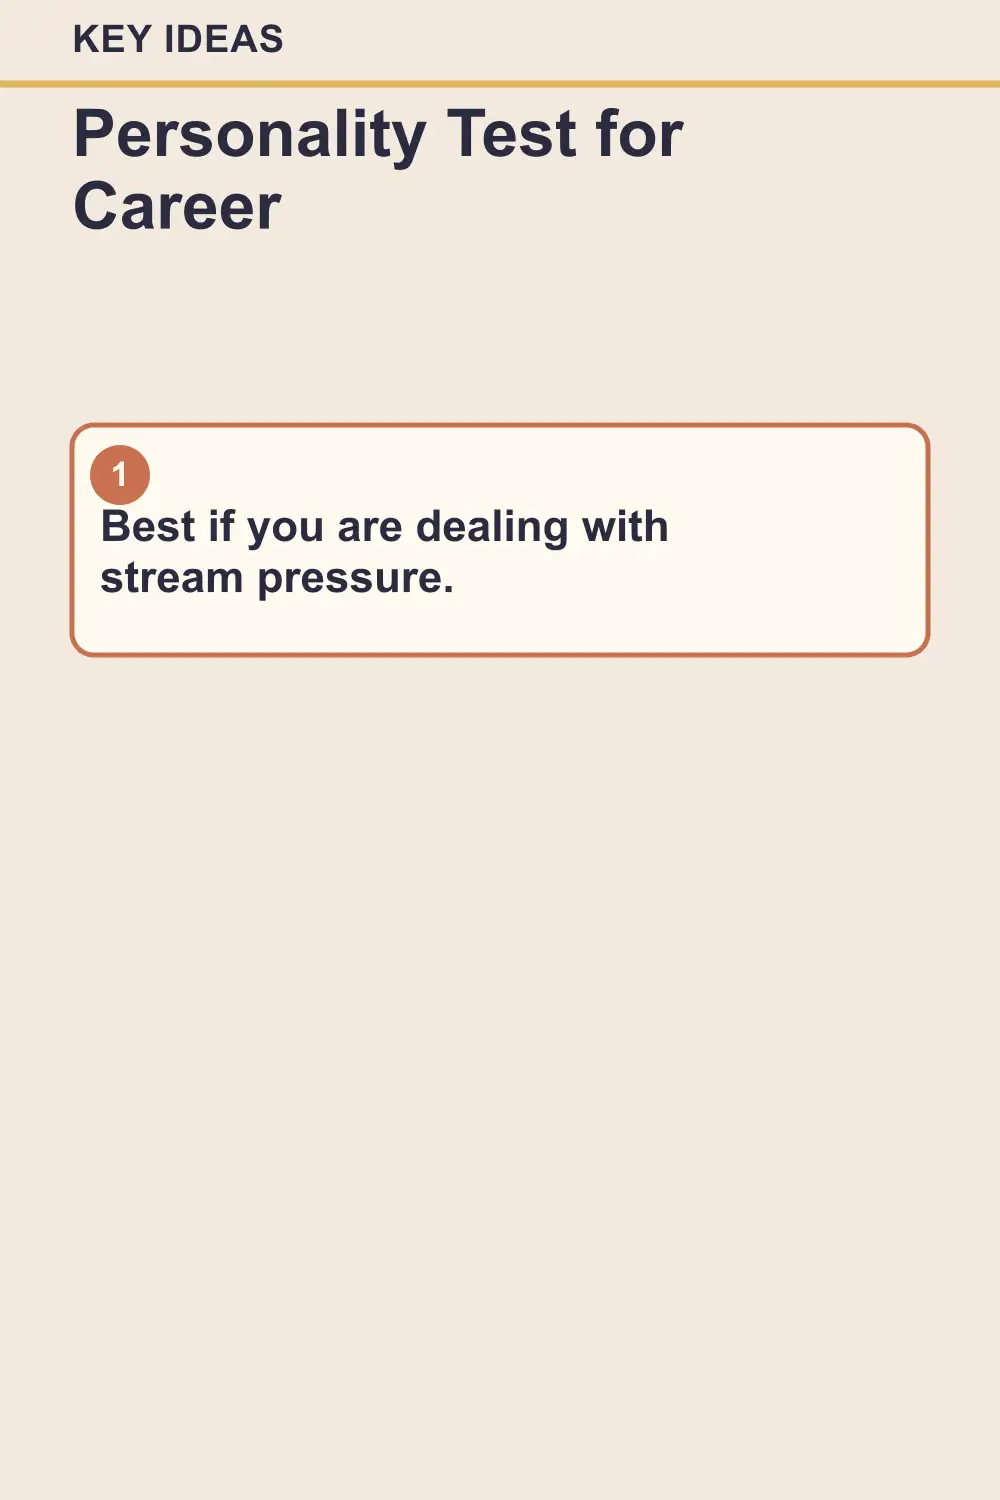 KEY IDEAS
Personality Test for
Career
1
Best if you are dealing with
stream pressure.